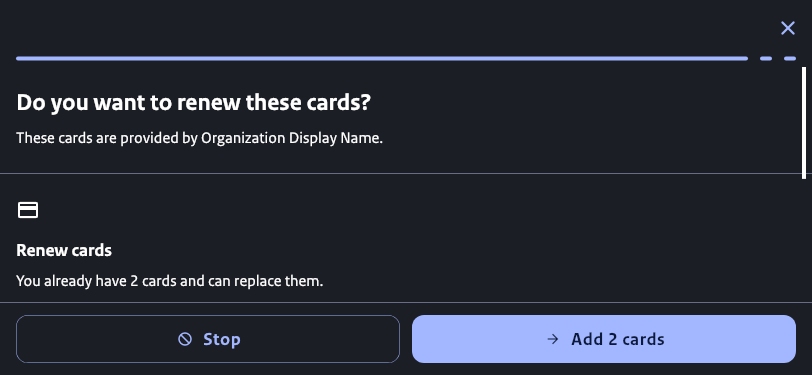 Do you want to renew these cards?
These cards are provided by Organization Display Name.
Renew cards
You already have 2 cards and can replace them.
Stop
Add 2 cards